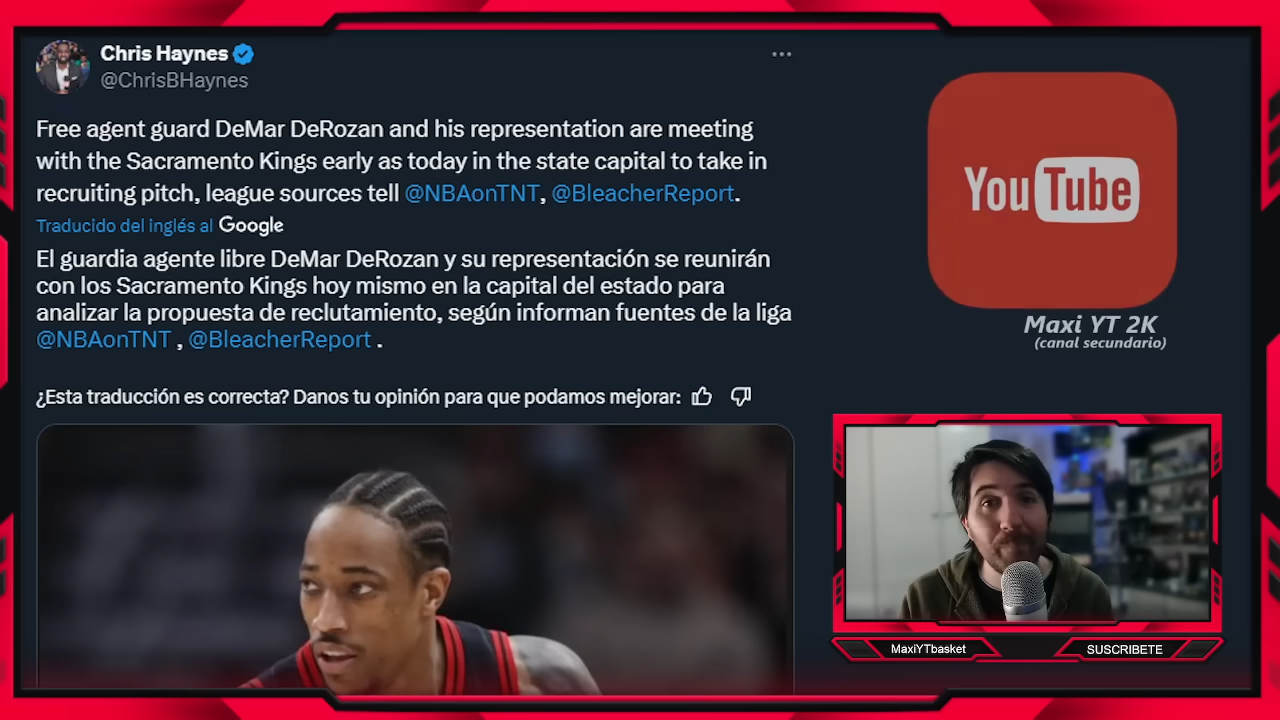 Chris Haynes
@ChrisBHaynes
Free agent guard DeMar DeRozan and his representation are meeting
with the Sacramento Kings early as today in the state capital to take in
recruiting pitch, league sources tell @NBAonTNT, @BleacherReport.
Traducido del inglés al Google
El guardia agente libre DeMar DeRozan y su representación se reunirán
con los Sacramento Kings hoy mismo en la capital del estado para
analizar la propuesta de reclutamiento, según informan fuentes de la liga
@NBAonTNT , @BleacherReport .
¿Esta traducción es correcta? Danos tu opinión para que podamos mejorar:
YouTube
Maxi YT 2K
(canal secundario)
MaxiYTbasket
SUSCRIBETE